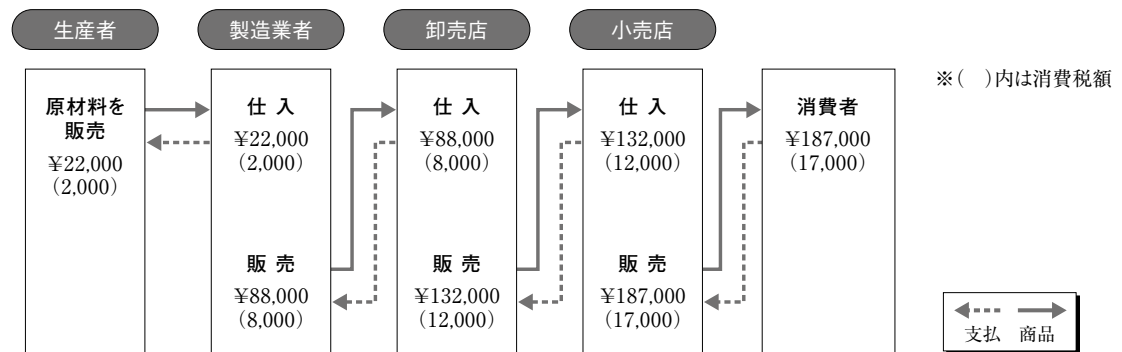 生産者
製造業者
卸売店
小売店
原材料を
販売
¥22,000
(2,000)
仕 入
¥22,000
(2,000)
販 売
¥88,000
(8,000)
仕 入
¥88,000
(8,000)
販 売
¥132,000
(12,000)
仕 入
¥132,000
(12,000)
販 売
¥187,000
(17,000)
消費者
¥187,000
(17,000)
※(　)内は消費税額
支払 商品